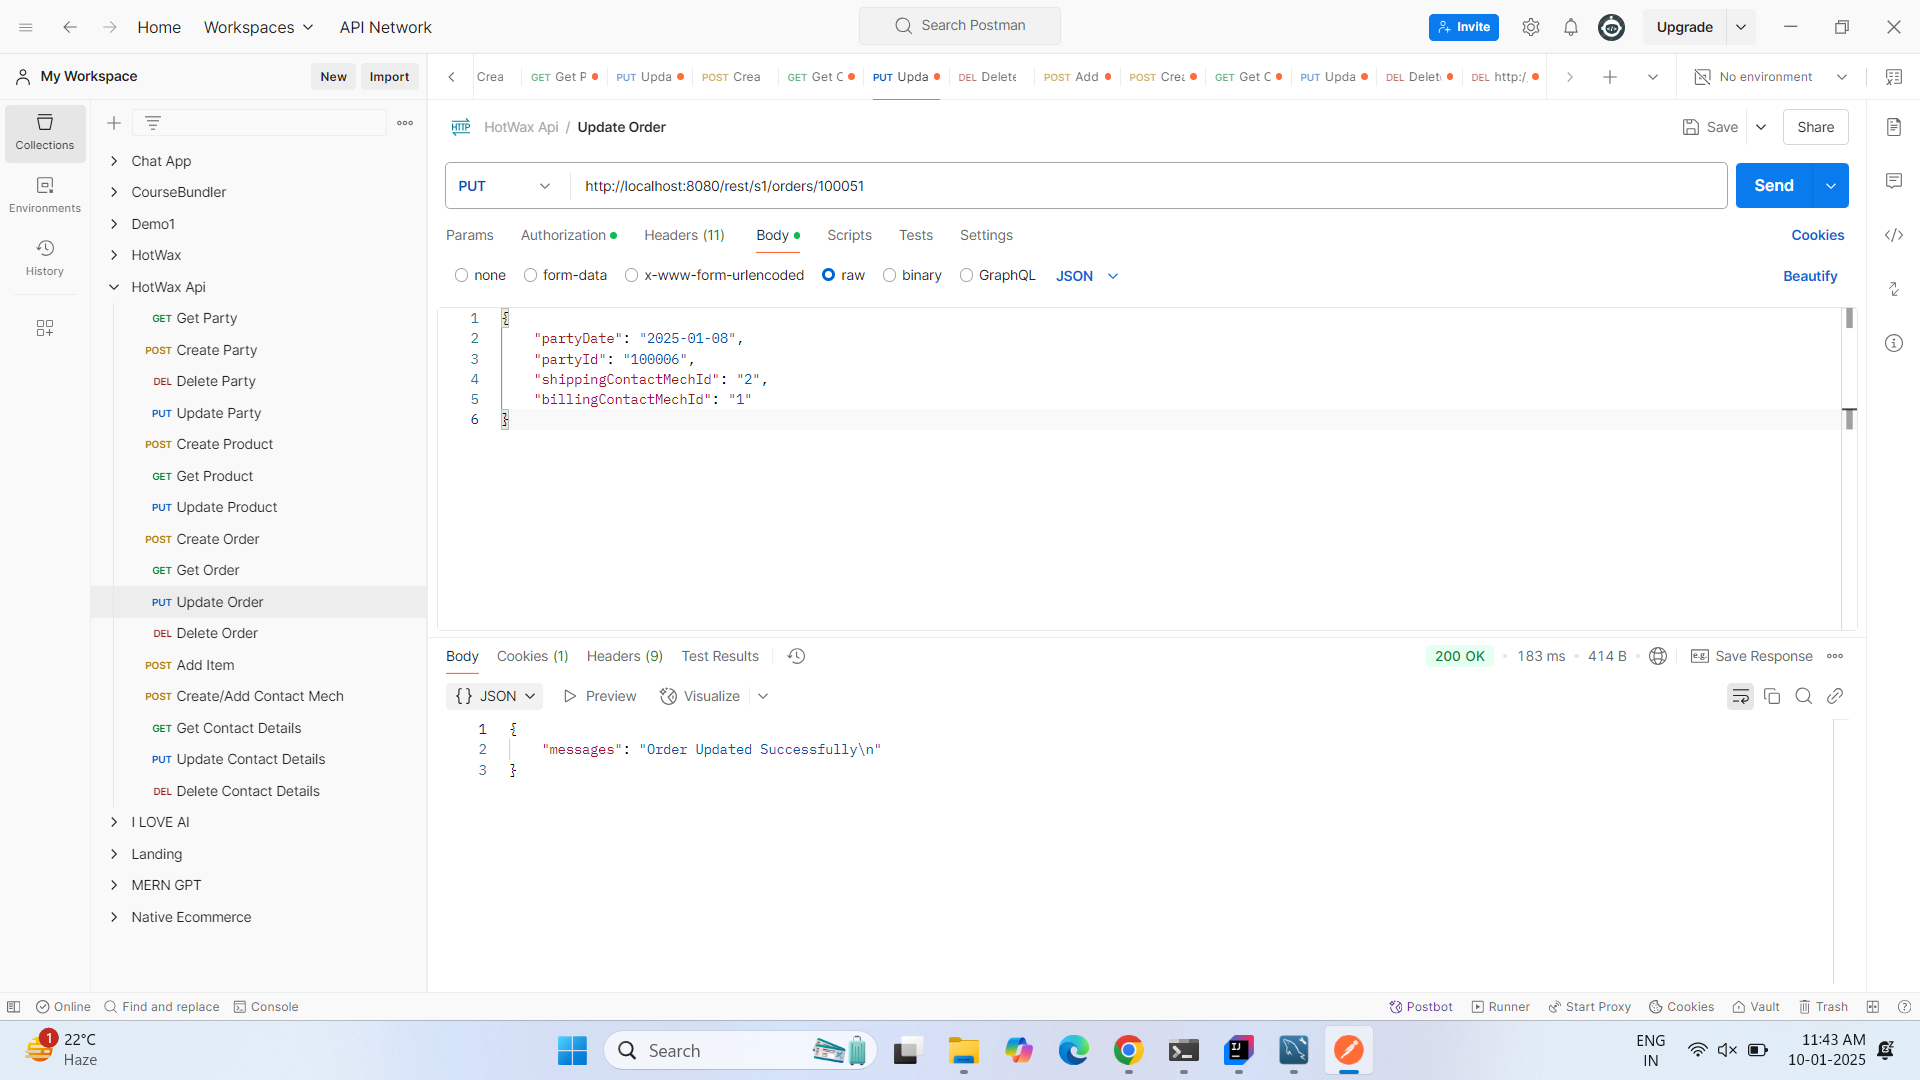 Home
Workspaces
API Network
Search Postman
Invite
Upgrade
My Workspace
New
Import
Crea
GET Get P
PUT Upda
POST Crea
GET Get C
PUT Upda
DEL Delete
POST Add
POST Crea
GET Get C
PUT Upda
DEL Delet
DEL http:/
No environment
Collections
Environments
History
Chat App
CourseBundler
Demo1
HotWax
HotWax Api
GET Get Party
POST Create Party
DEL Delete Party
PUT Update Party
POST Create Product
GET Get Product
PUT Update Product
POST Create Order
GET Get Order
PUT Update Order
DEL Delete Order
POST Add Item
POST Create/Add Contact Mech
GET Get Contact Details
PUT Update Contact Details
DEL Delete Contact Details
I LOVE AI
Landing
MERN GPT
Native Ecommerce
HTTP HotWax Api / Update Order
Save
Share
PUT
http://localhost:8080/rest/s1/orders/100051
Send
Params
Authorization
Headers (11)
Body
Scripts
Tests
Settings
Cookies
none
form-data
x-www-form-urlencoded
raw
binary
GraphQL
JSON
Beautify
1 {
2 "partyDate": "2025-01-08",
3 "partyId": "100006",
4 "shippingContactMechId": "2",
5 "billingContactMechId": "1"
6 }
Body
Cookies (1)
Headers (9)
Test Results
200 OK
183 ms
414 B
e.g. Save Response
{} JSON
Preview
Visualize
1 {
2 "messages": "Order Updated Successfully\n"
3 }
Online
Find and replace
Console
Postbot
Runner
Start Proxy
Cookies
Vault
Trash
1
22°C
Haze
Search
IJ
ENG
IN
11:43 AM
10-01-2025